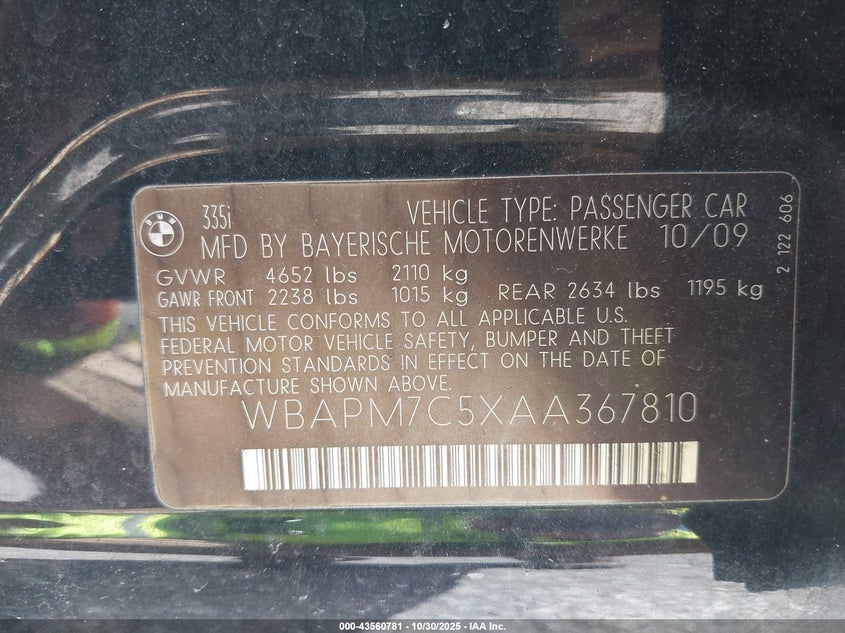 BMW
335i VEHICLE TYPE: PASSENGER CAR
MFD BY BAYERISCHE MOTORENWERKE 10/09
GVWR 4652 lbs 2110 kg
GAWR FRONT 2238 lbs 1015 kg REAR 2634 lbs 1195 kg
THIS VEHICLE CONFORMS TO ALL APPLICABLE U.S.
FEDERAL MOTOR VEHICLE SAFETY, BUMPER AND THEFT
PREVENTION STANDARDS IN EFFECT ON THE DATE OF
MANUFACTURE SHOWN ABOVE.
WBAPM7C5XAA367810
2 122 606
000-43560781 - 10/30/2025 - IAA Inc.